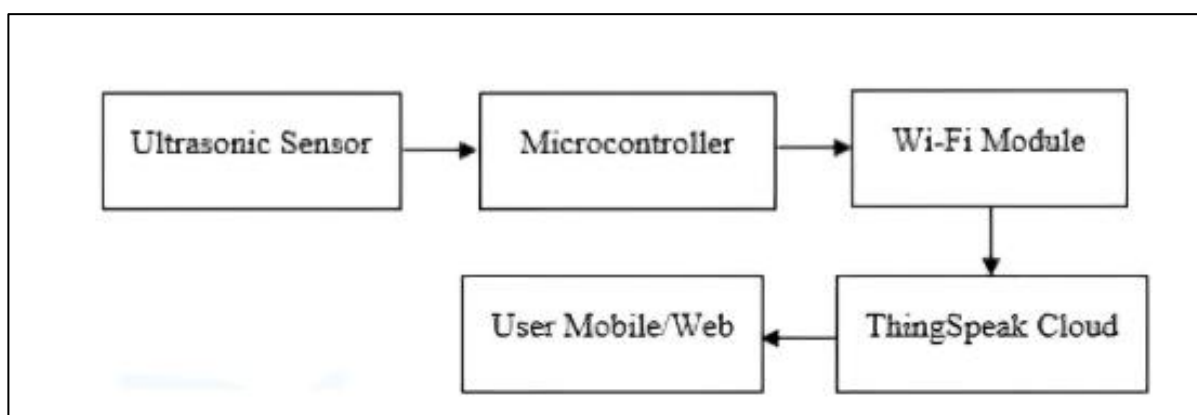 Ultrasonic Sensor
Microcontroller
Wi-Fi Module
User Mobile/Web
ThingSpeak Cloud